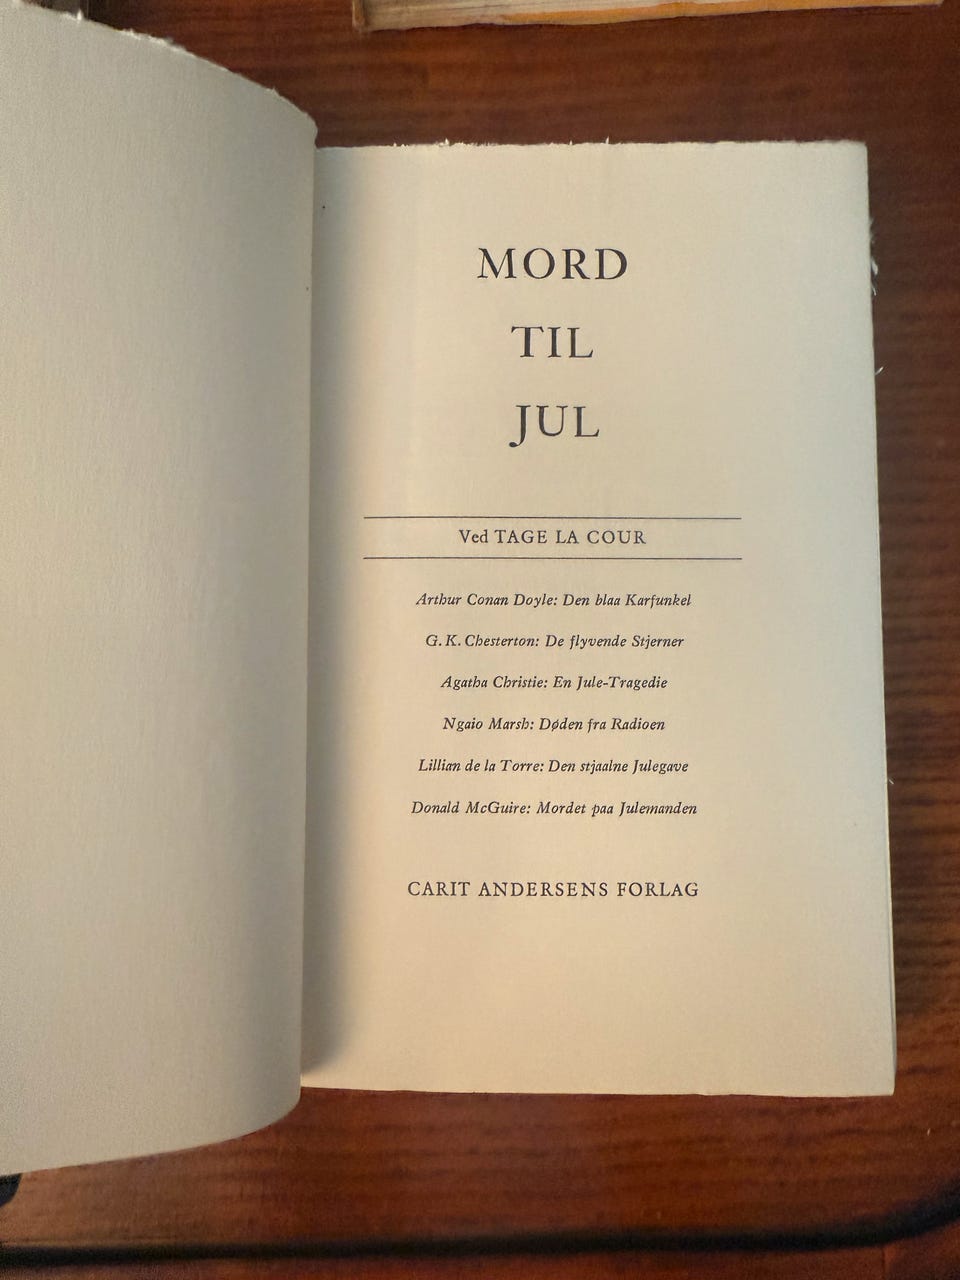 MORD
TIL
JUL
Ved TAGE LA COUR
Arthur Conan Doyle: Den blaa Karfunkel
G. K. Chesterton: De flyvende Stjerner
Agatha Christie: En Jule-Tragedie
Ngaio Marsh: Døden fra Radioen
Lillian de la Torre: Den stjaalne Julegave
Donald McGuire: Mordet paa Julemanden
CARIT ANDERSENS FORLAG